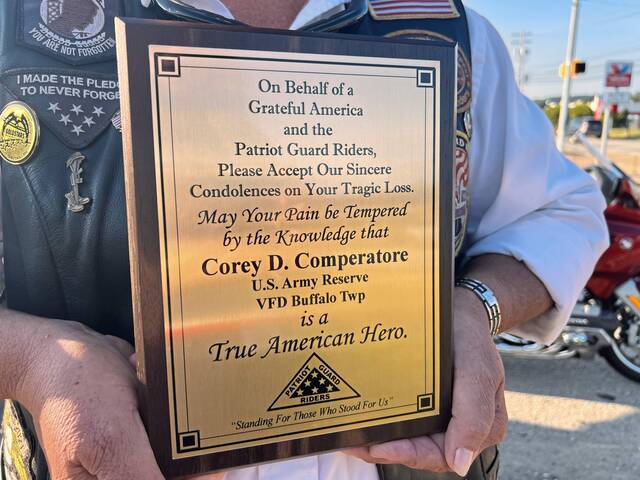 YOU ARE NOT FORGOTTEN
I MADE THE PLEDGE
TO NEVER FORGET
On Behalf of a
Grateful America
and the
Patriot Guard Riders,
Please Accept Our Sincere
Condolences on Your Tragic Loss.
May Your Pain be Tempered
by the Knowledge that
Corey D. Comperatore
U.S. Army Reserve
VFD Buffalo Twp
is a
True American Hero.
PATRIOT GUARD
RIDERS
"Standing For Those Who Stood For Us"